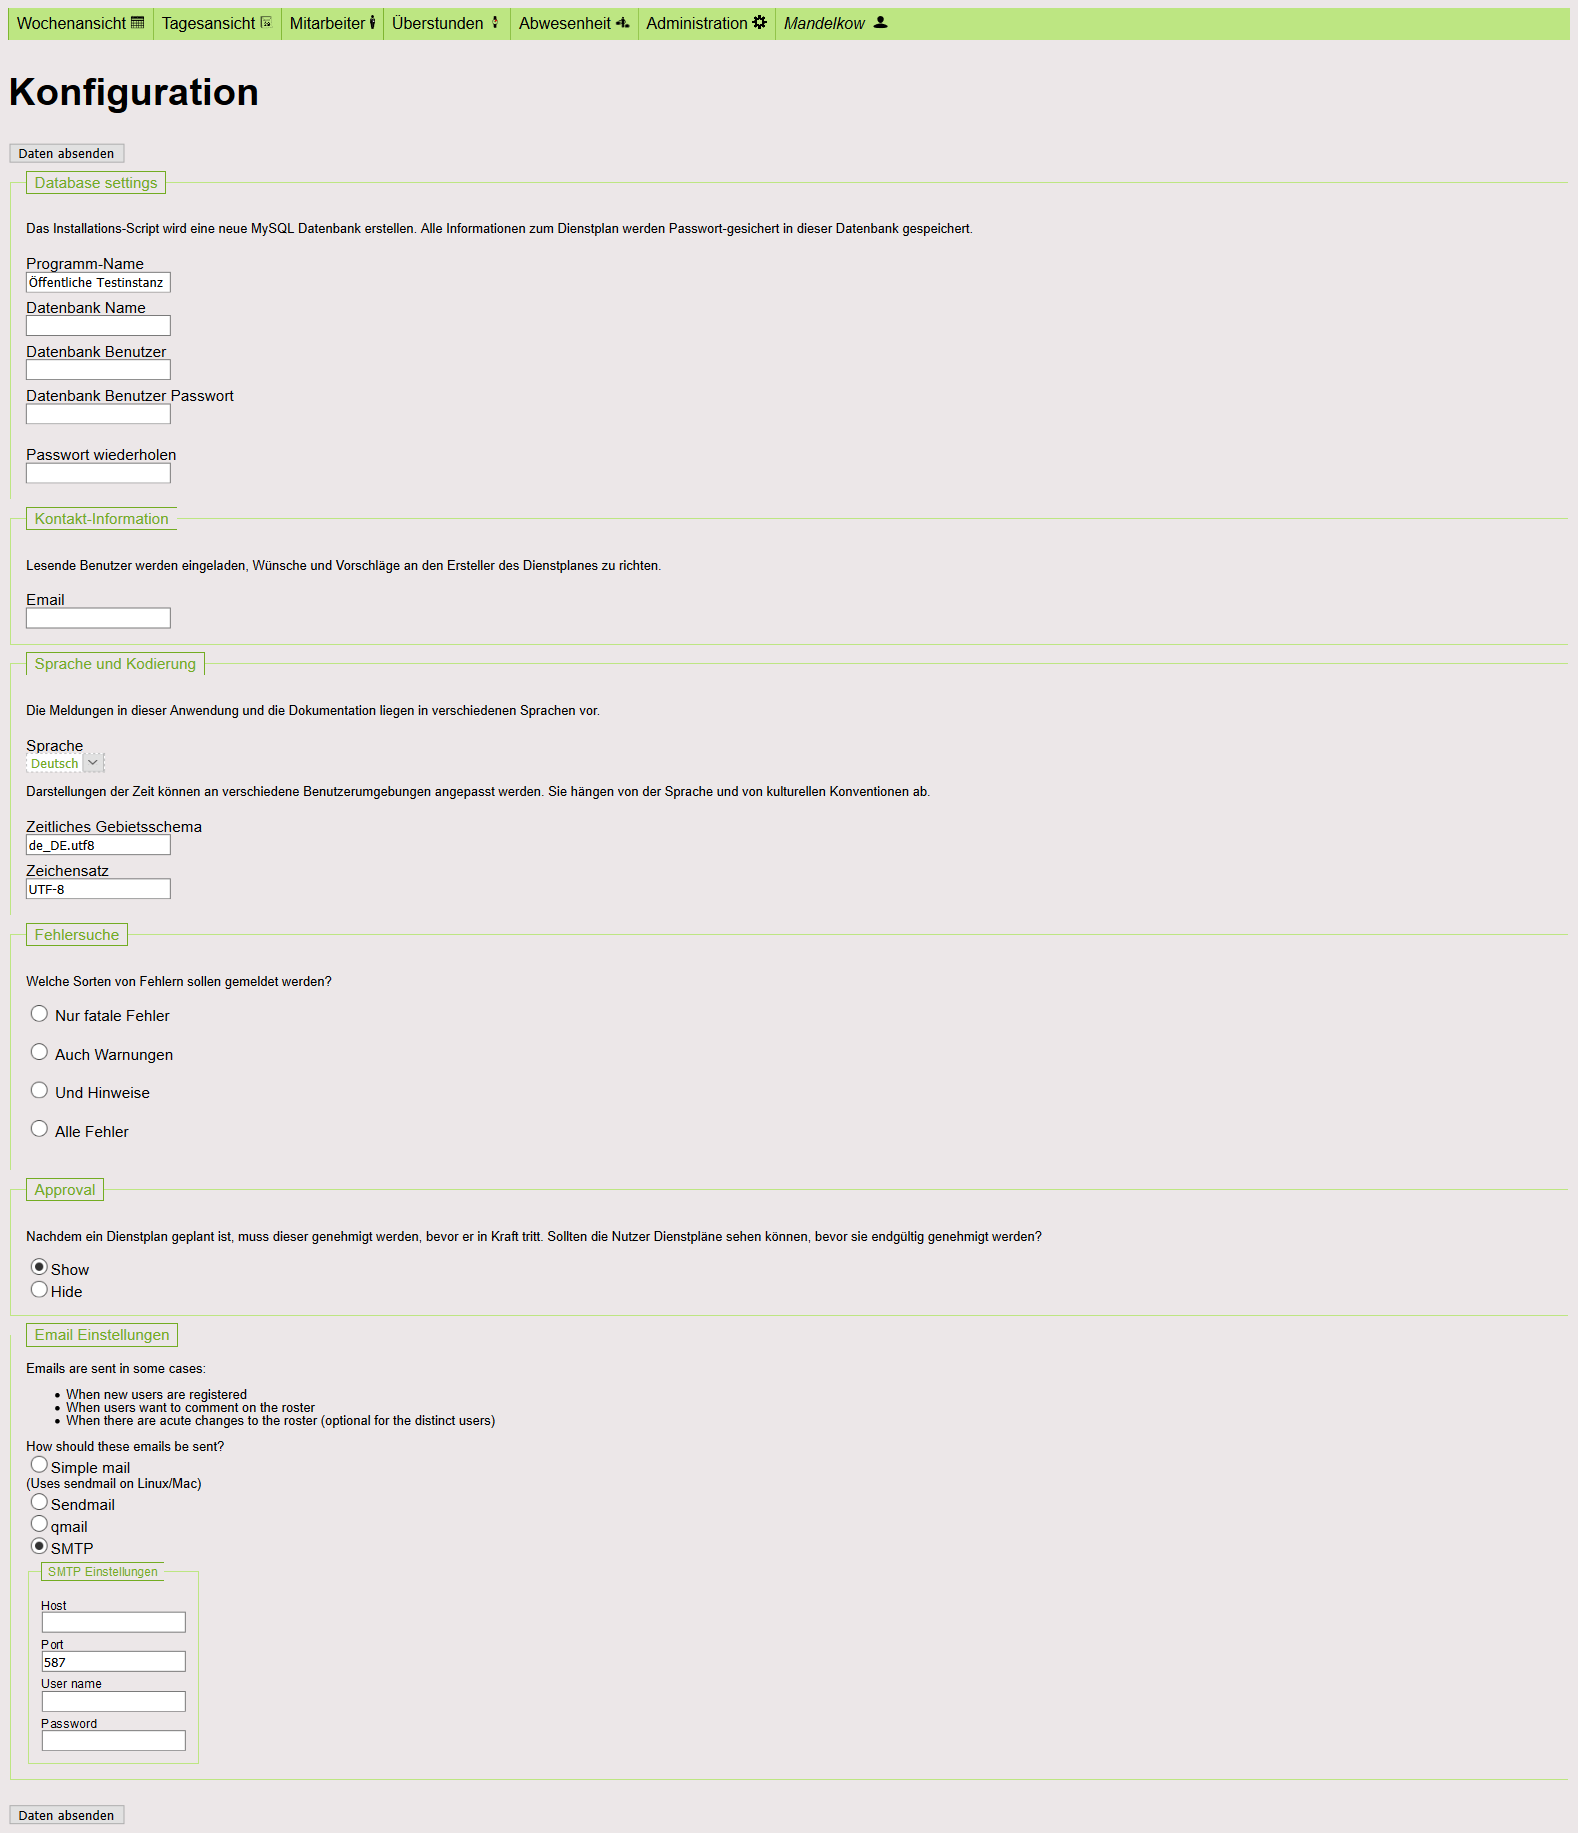 Wochenansicht Tagesansicht Mitarbeiter Überstunden Abwesenheit Administration Mandelkow
Konfiguration
Daten absenden
Database settings
Das Installations-Script wird eine neue MySQL Datenbank erstellen. Alle Informationen zum Dienstplan werden Passwort-gesichert in dieser Datenbank gespeichert.
Programm-Name
Öffentliche Testinstanz
Datenbank Name
Datenbank Benutzer
Datenbank Benutzer Passwort
Passwort wiederholen
Kontakt-Information
Lesende Benutzer werden eingeladen, Wünsche und Vorschläge an den Ersteller des Dienstplanes zu richten.
Email
Sprache und Kodierung
Die Meldungen in dieser Anwendung und die Dokumentation liegen in verschiedenen Sprachen vor.
Sprache
Deutsch
Darstellungen der Zeit können an verschiedene Benutzerumgebungen angepasst werden. Sie hängen von der Sprache und von kulturellen Konventionen ab.
Zeitliches Gebietsschema
de_DE.utf8
Zeichensatz
UTF-8
Fehlersuche
Welche Sorten von Fehlern sollen gemeldet werden?
Nur fatale Fehler
Auch Warnungen
Und Hinweise
Alle Fehler
Approval
Nachdem ein Dienstplan geplant ist, muss dieser genehmigt werden, bevor er in Kraft tritt. Sollten die Nutzer Dienstpläne sehen können, bevor sie endgültig genehmigt werden?
Show
Hide
Email Einstellungen
Emails are sent in some cases:
• When new users are registered
• When users want to comment on the roster
• When there are acute changes to the roster (optional for the distinct users)
How should these emails be sent?
Simple mail
(Uses sendmail on Linux/Mac)
Sendmail
qmail
SMTP
SMTP Einstellungen
Host
Port
587
User name
Password
Daten absenden